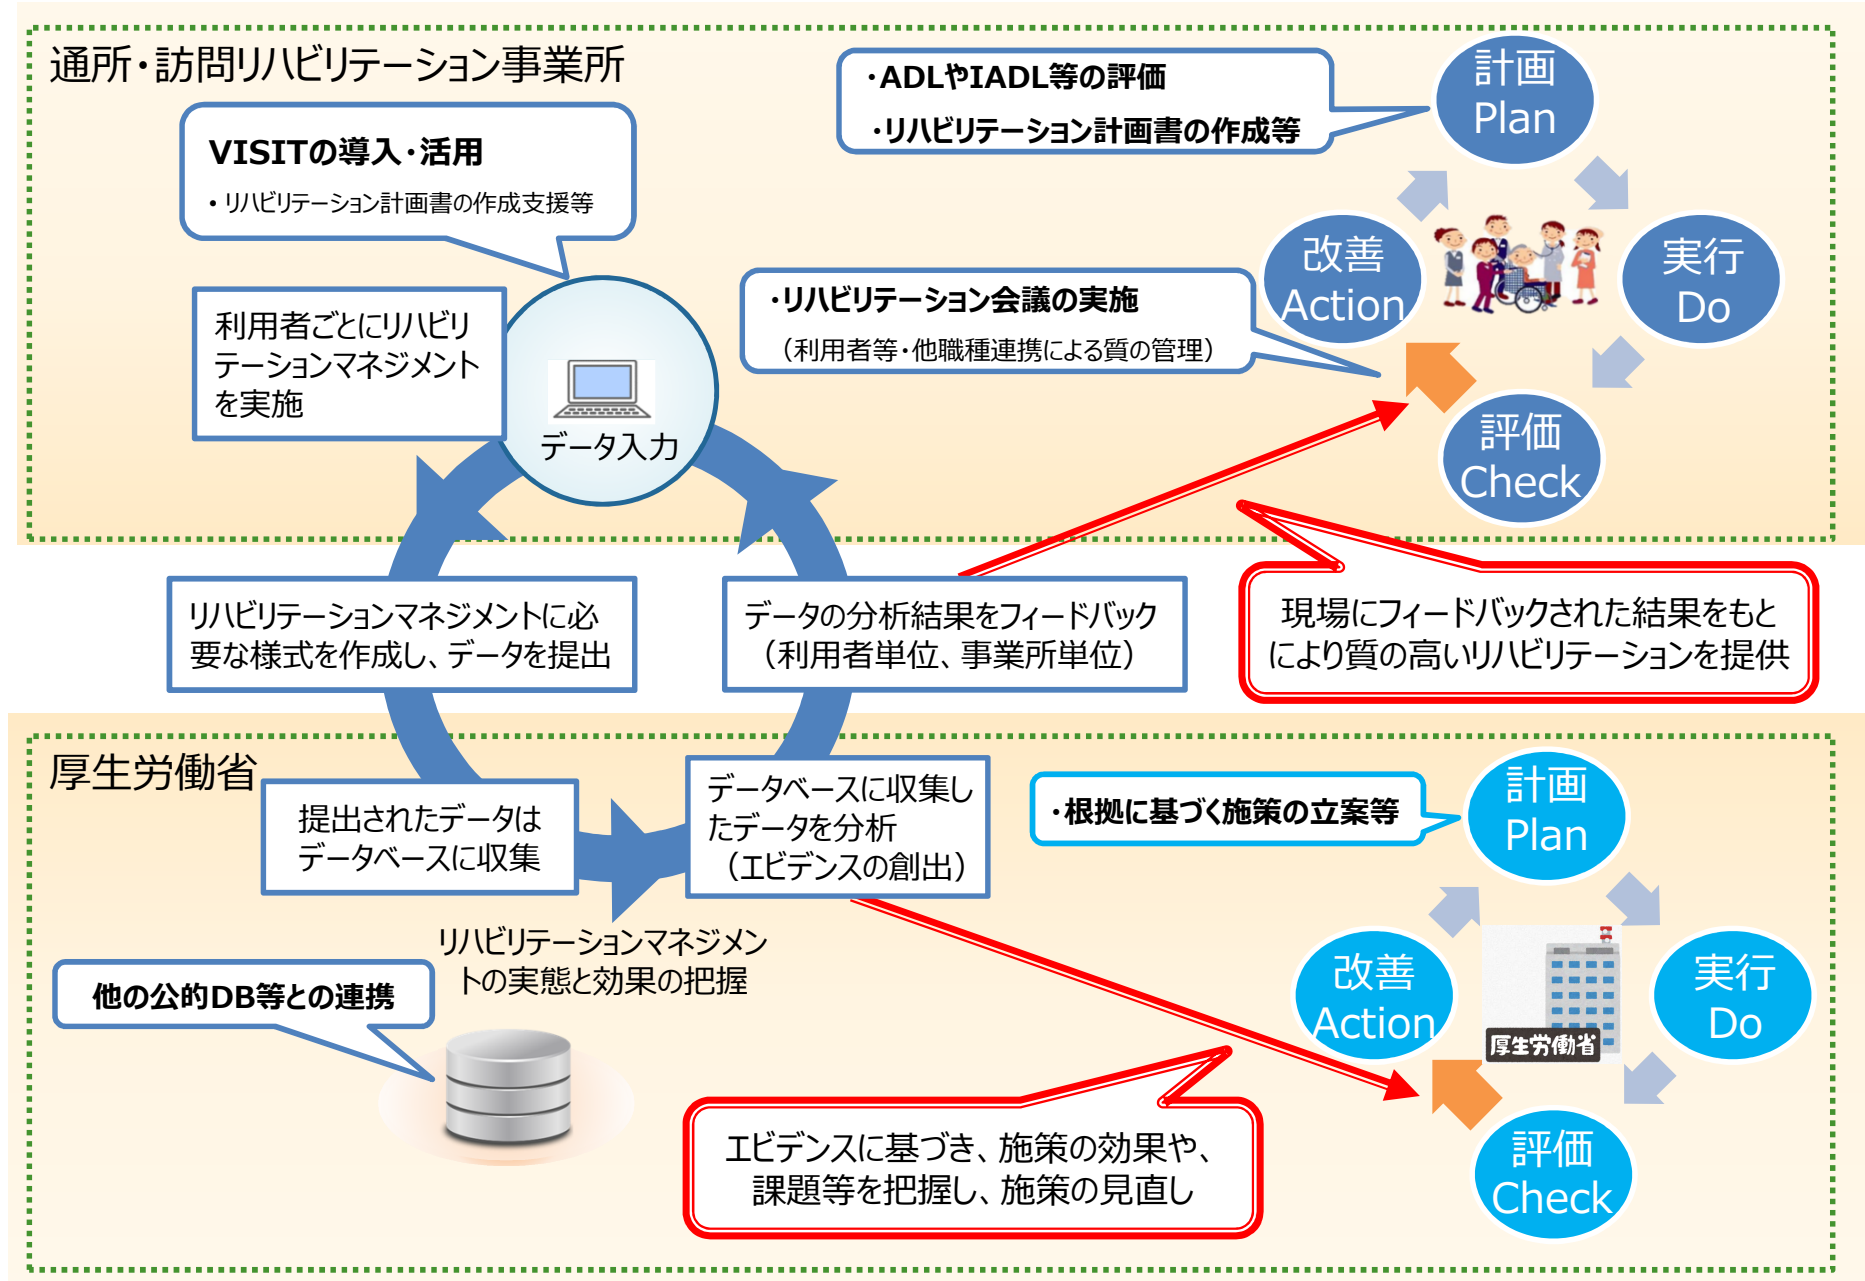 通所・訪問リハビリテーション事業所
VISITの導入・活用
・リハビリテーション計画書の作成支援等
・ADLやIADL等の評価
・リハビリテーション計画書の作成等
計画
Plan
実行
Do
評価
Check
改善
Action
・リハビリテーション会議の実施
（利用者等・他職種連携による質の管理）
利用者ごとにリハビリ
テーションマネジメント
を実施
データ入力
リハビリテーションマネジメントに必
要な様式を作成し、データを提出
データの分析結果をフィードバック
（利用者単位、事業所単位）
現場にフィードバックされた結果をもと
により質の高いリハビリテーションを提供
厚生労働省
提出されたデータは
データベースに収集
データベースに収集し
たデータを分析
（エビデンスの創出）
リハビリテーションマネジメン
トの実態と効果の把握
他の公的DB等との連携
・根拠に基づく施策の立案等
計画
Plan
実行
Do
評価
Check
改善
Action
厚生労働省
エビデンスに基づき、施策の効果や、
課題等を把握し、施策の見直し